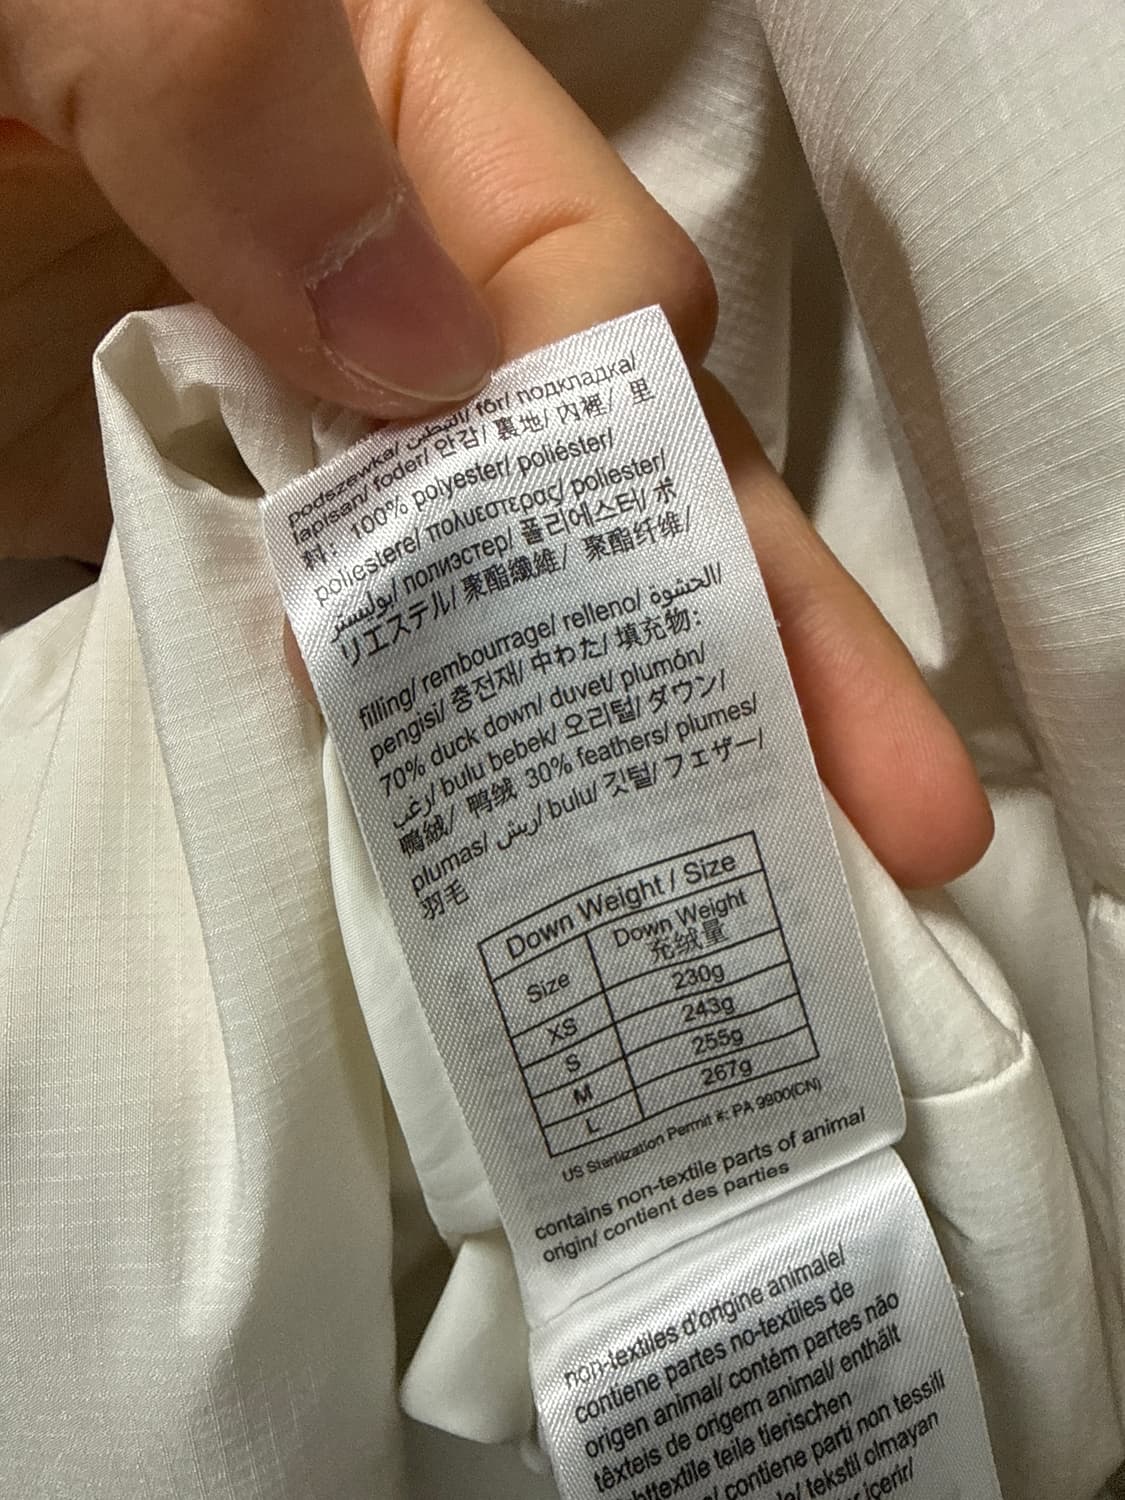 podszewka/ التبطين/ fôr/ подкладка/
lapisan/ foder/ 안감/ 裏地/ 內裡/ 里
料: 100% polyester/ poliéster/
poliestere/ πολυεστερας/ poliester/
بوليستر/ полиэстер/ 폴리에스터/ ポ
リエステル/ 聚酯纖維/ 聚酯纤维/
filling/ rembourrage/ relleno/ الحشوة/
pengisi/ 충전재/ 中わた/ 填充物:
70% duck down/ duvet/ plumón/
زغب/ bulu bebek/ 오리털/ ダウン/
鴨絨/ 鸭绒 30% feathers/ plumes/
plumas/ ريش/ bulu/ 깃털/ フェザー/
羽毛
Down Weight / Size
Size Down Weight
充绒量
XS 230g
S 243g
M 255g
L 267g
US Sterilization Permit #: PA 9900(CN)
contains non-textile parts of animal
origin/ contient des parties
non-textiles d'origine animale/
contiene partes no-textiles de
origen animal/ contém partes não
têxteis de origem animal/ enthält
teile tierischen
contiene parti non tessili
tekstil olmayan
içerir/